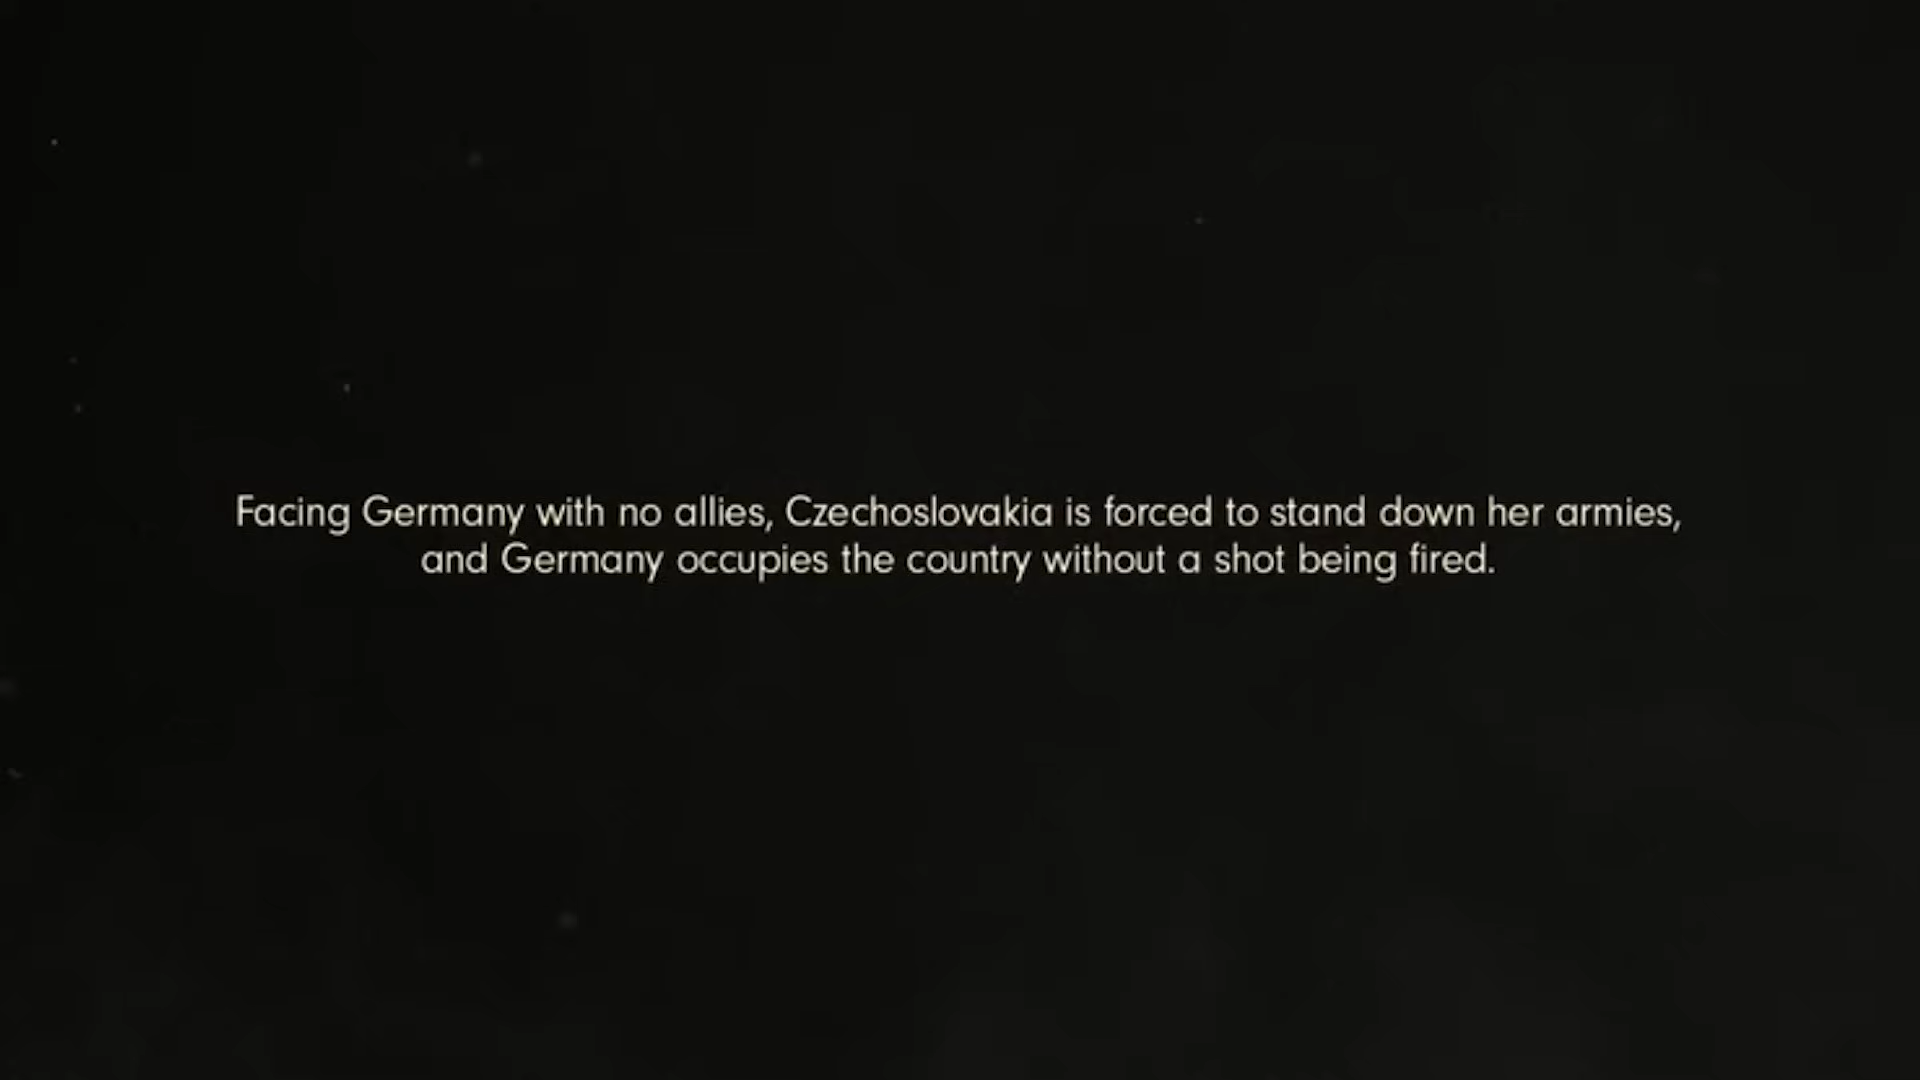 Facing Germany with no allies, Czechoslovakia is forced to stand down her armies,
and Germany occupies the country without a shot being fired.